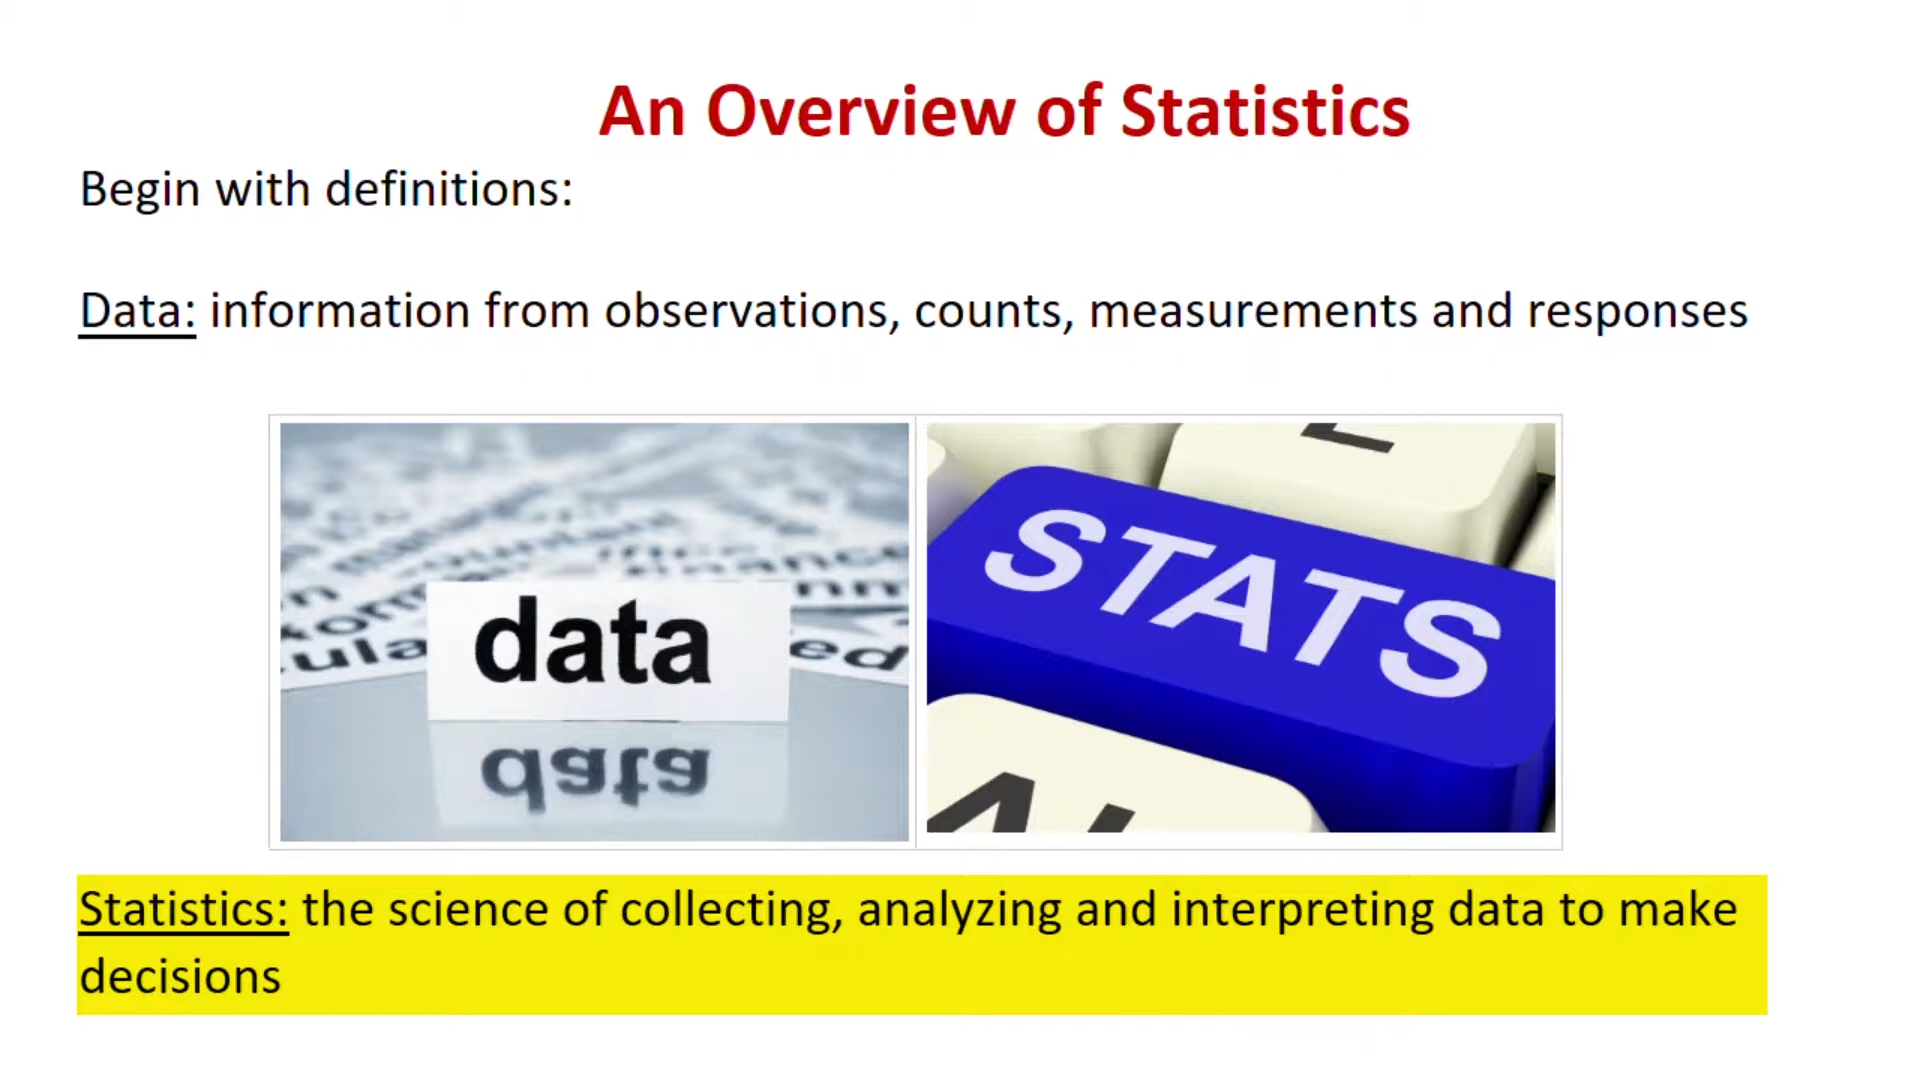 An Overview of Statistics
Begin with definitions:
Data: information from observations, counts, measurements and responses
data
STATS
Statistics: the science of collecting, analyzing and interpreting data to make
decisions